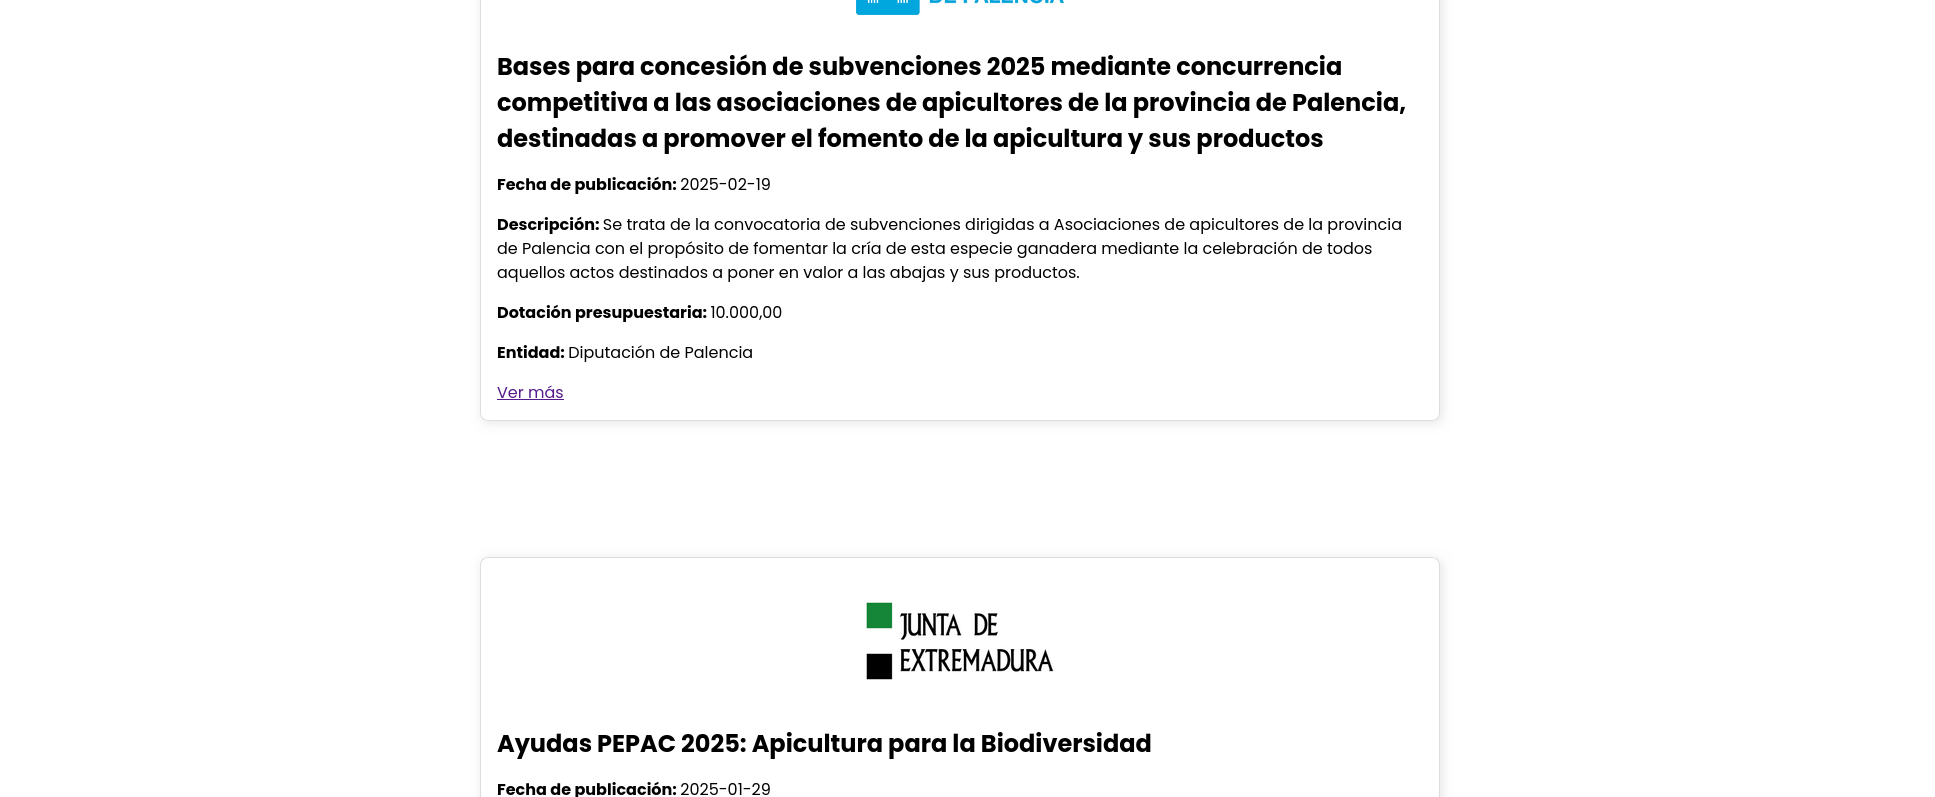 DE PALENCIA
Bases para concesión de subvenciones 2025 mediante concurrencia
competitiva a las asociaciones de apicultores de la provincia de Palencia,
destinadas a promover el fomento de la apicultura y sus productos
Fecha de publicación: 2025-02-19
Descripción: Se trata de la convocatoria de subvenciones dirigidas a Asociaciones de apicultores de la provincia
de Palencia con el propósito de fomentar la cría de esta especie ganadera mediante la celebración de todos
aquellos actos destinados a poner en valor a las abajas y sus productos.
Dotación presupuestaria: 10.000,00
Entidad: Diputación de Palencia
Ver más
JUNTA DE
EXTREMADURA
Ayudas PEPAC 2025: Apicultura para la Biodiversidad
Fecha de publicación: 2025-01-29